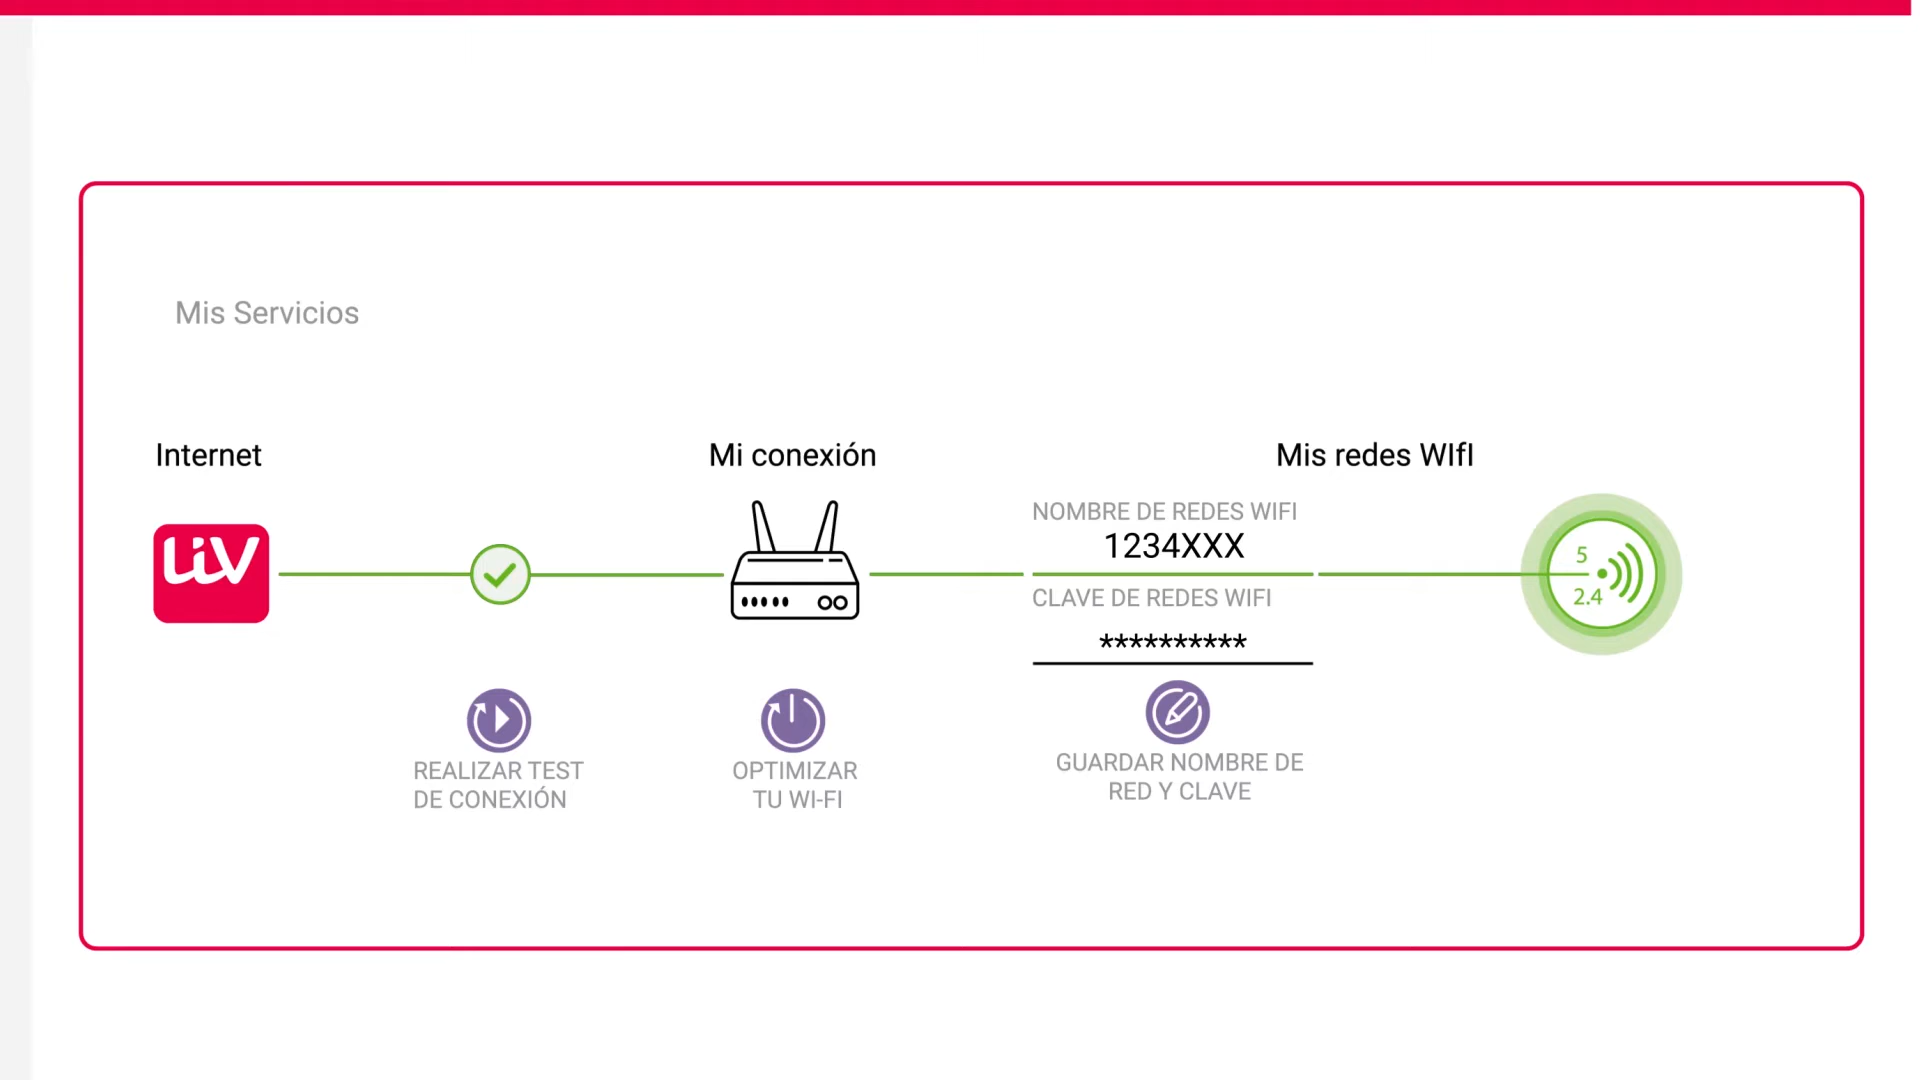 Mis Servicios
Internet
Mi conexión
Mis redes WIfI
LiV
NOMBRE DE REDES WIFI
1234XXX
CLAVE DE REDES WIFI
**********
5
2.4
REALIZAR TEST
DE CONEXIÓN
OPTIMIZAR
TU WI-FI
GUARDAR NOMBRE DE
RED Y CLAVE